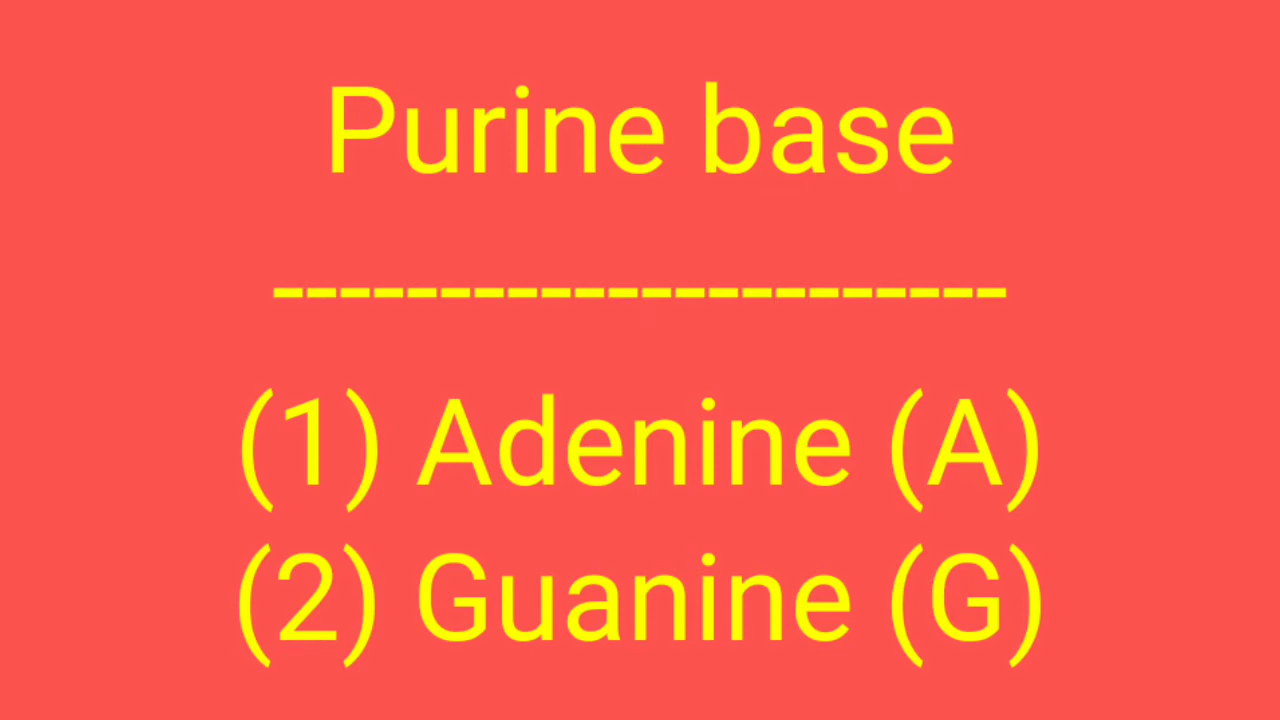 Purine base
----------------------
(1) Adenine (A)
(2) Guanine (G)